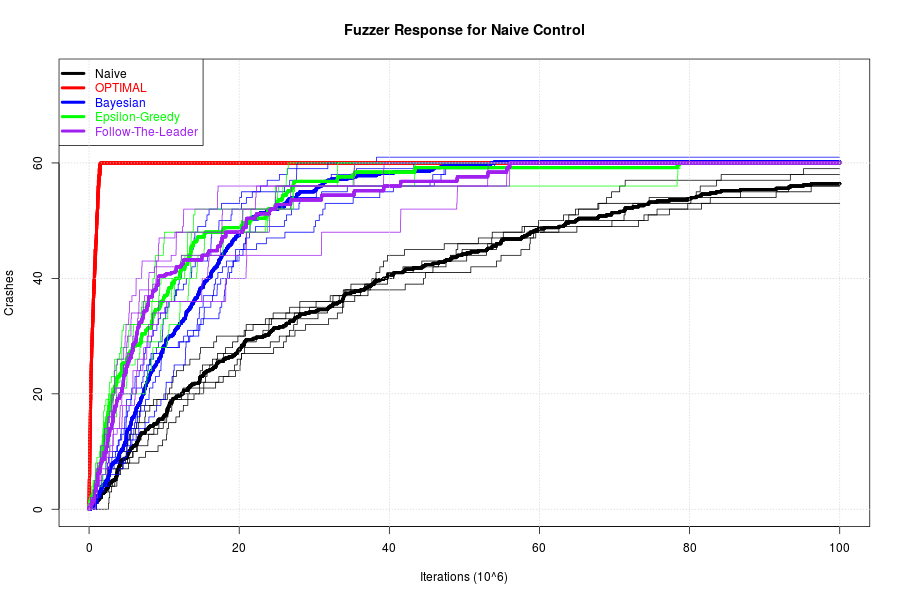 Fuzzer Response for Naive Control
Naive
OPTIMAL
Bayesian
Epsilon-Greedy
Follow-The-Leader
Crashes
60
40
20
0
0 20 40 60 80 100
Iterations (10^6)